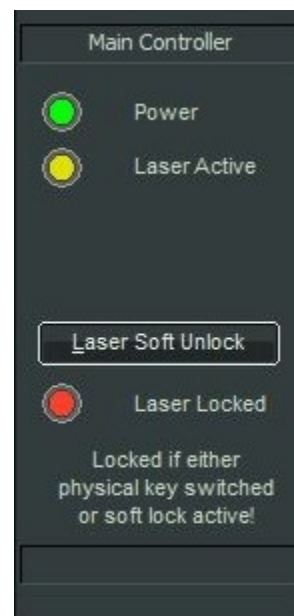 Main Controller
Power
Laser Active
Laser Soft Unlock
Laser Locked
Locked if either
physical key switched
or soft lock active!